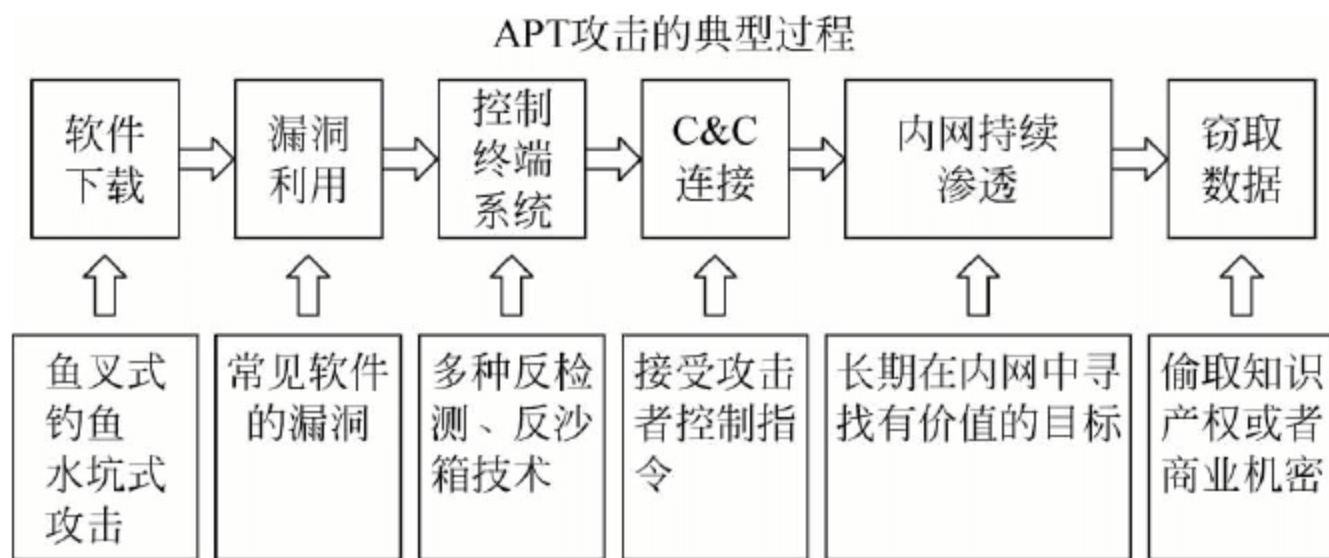 APT攻击的典型过程
软件
下载
漏洞
利用
控制
终端
系统
C&C
连接
内网持续
渗透
窃取
数据
鱼叉式
钓鱼
水坑式
攻击
常见软件
的漏洞
多种反检
测、反沙
箱技术
接受攻击
者控制指
令
长期在内网中寻
找有价值的目标
偷取知识
产权或者
商业机密